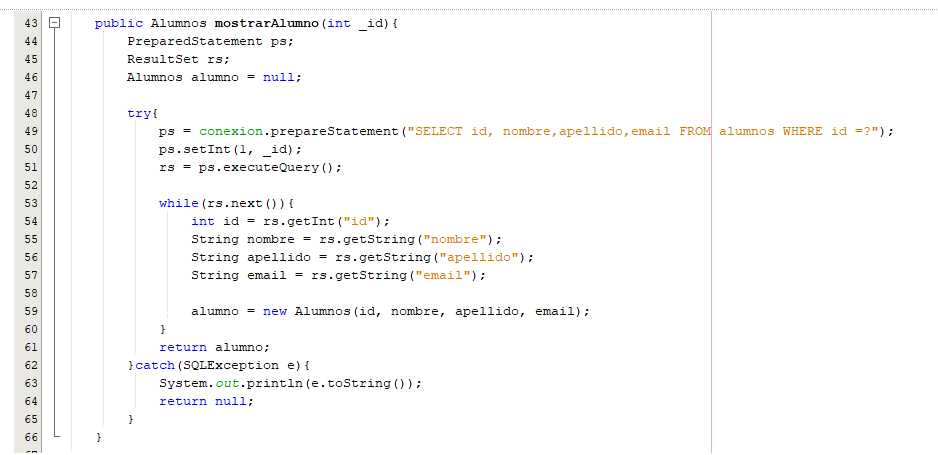 43 public Alumnos mostrarAlumno(int _id){
44 PreparedStatement ps;
45 ResultSet rs;
46 Alumnos alumno = null;
47
48 try{
49 ps = conexion.prepareStatement("SELECT id, nombre,apellido,email FROM alumnos WHERE id =?");
50 ps.setInt(1, _id);
51 rs = ps.executeQuery();
52
53 while(rs.next()){
54 int id = rs.getInt("id");
55 String nombre = rs.getString("nombre");
56 String apellido = rs.getString("apellido");
57 String email = rs.getString("email");
58
59 alumno = new Alumnos(id, nombre, apellido, email);
60 }
61 return alumno;
62 }catch(SQLException e){
63 System.out.println(e.toString());
64 return null;
65 }
66 }